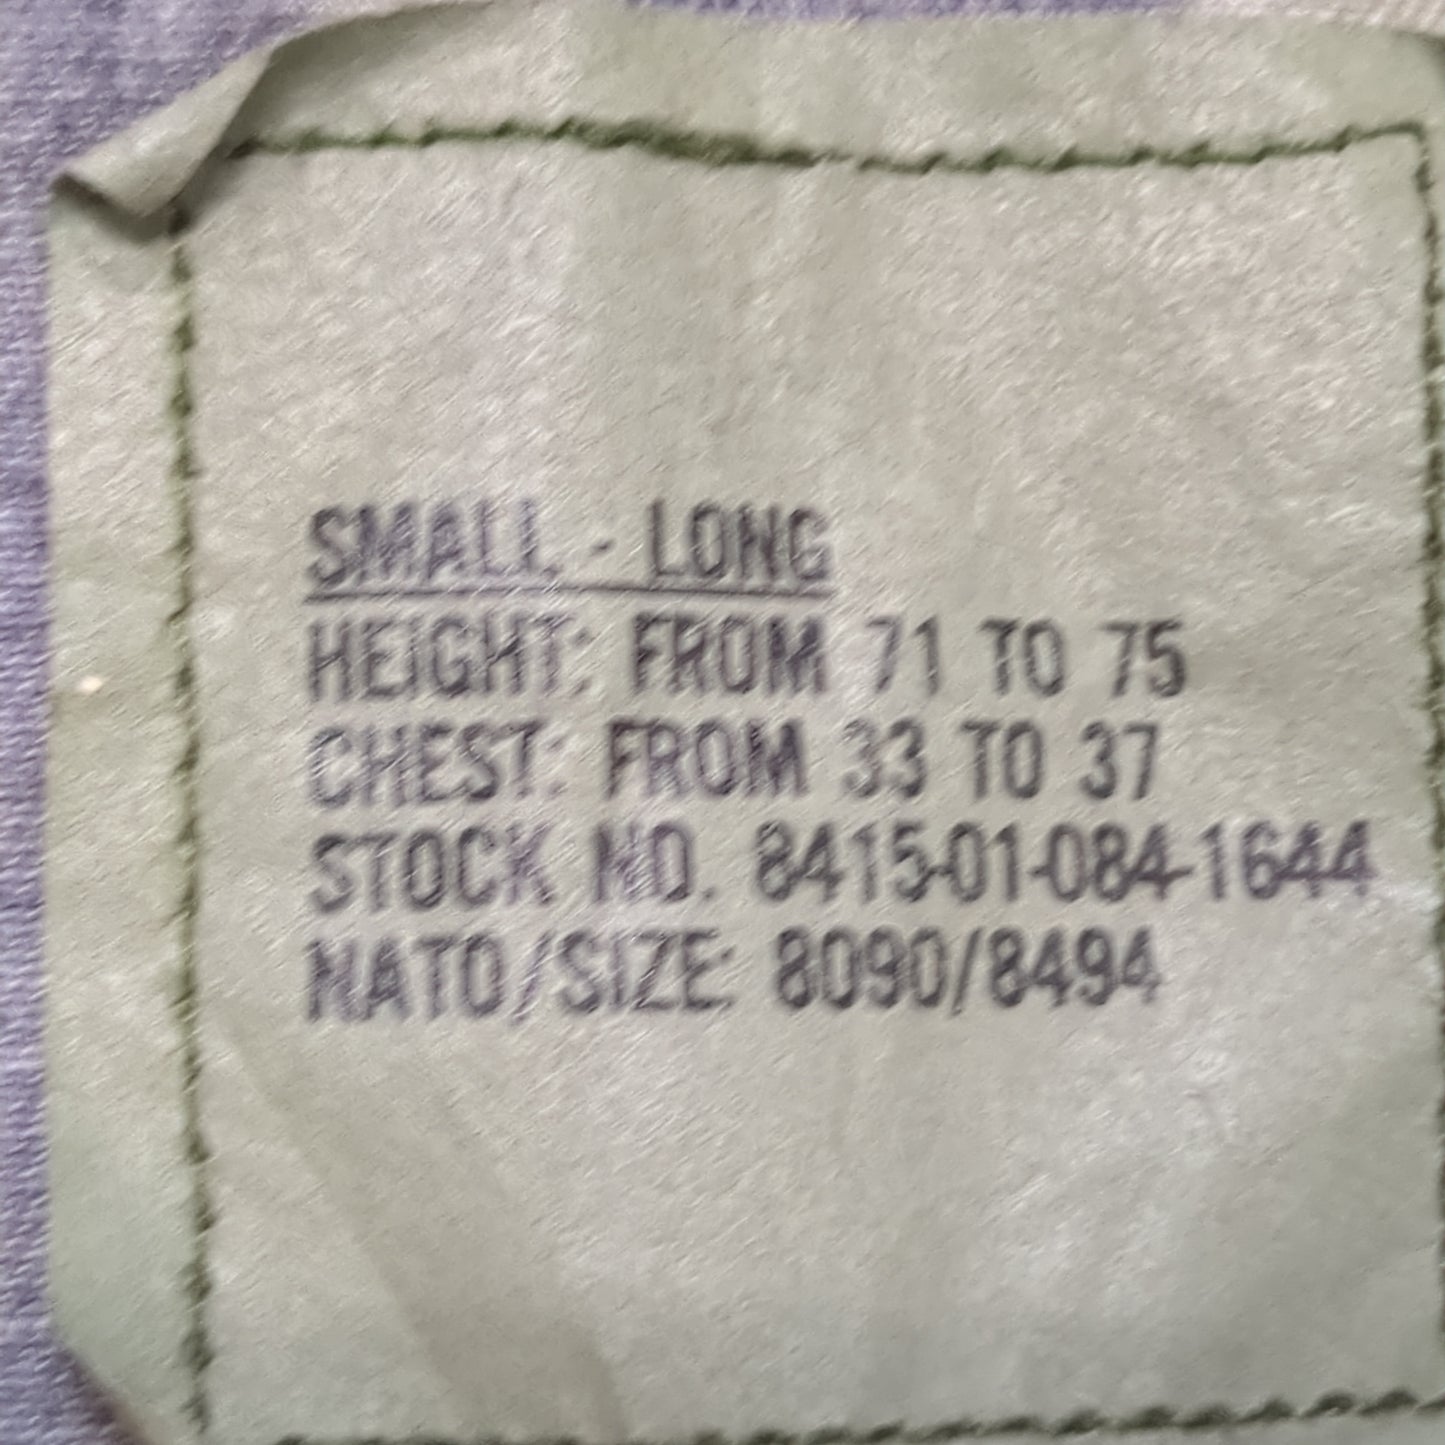 SMALL - LONG
HEIGHT: FROM 71 TO 75
CHEST: FROM 33 TO 37
STOCK NO. 8415-01-084-1644
NATO/SIZE: 8090/8494